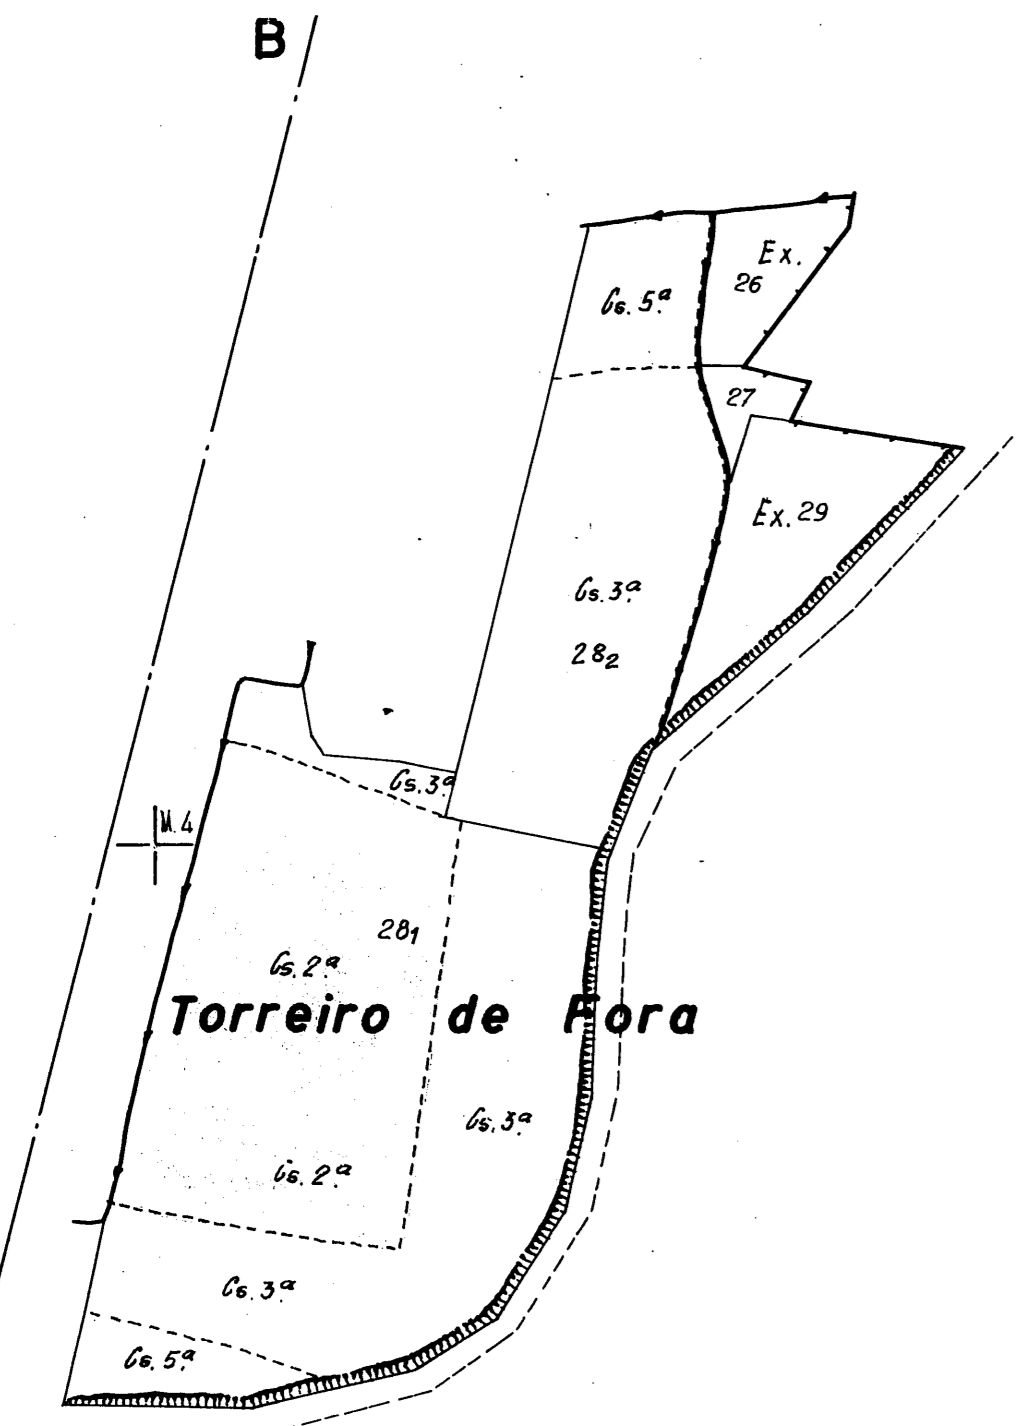 B
Ex.
26
Cs. 5.ª
27
Ex. 29
Cs. 3.ª
28₂
Cs. 3.ª
M. 4
28₁
Cs. 2.ª
Torreiro de Fora
Cs. 3.ª
Cs. 2.ª
Cs. 3.ª
Cs. 5.ª